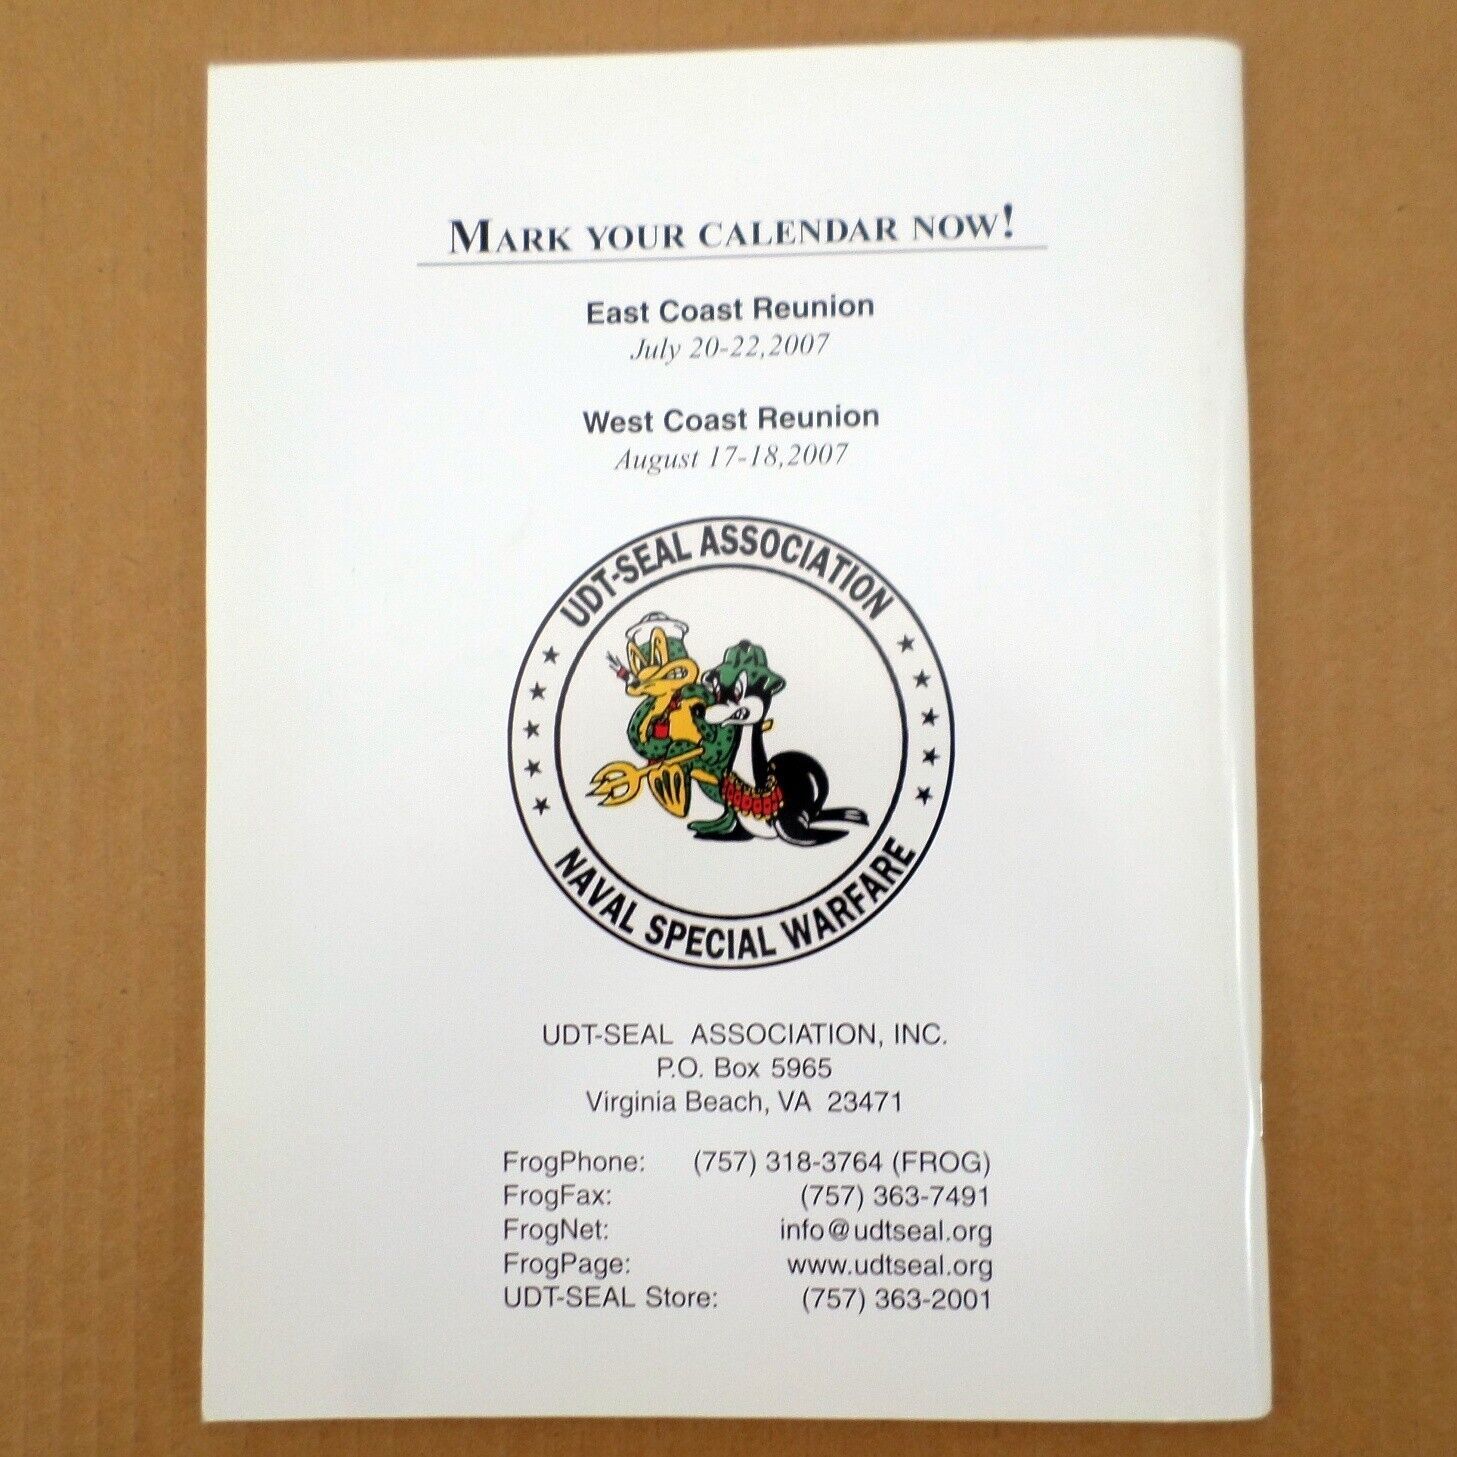 MARK YOUR CALENDAR NOW!
East Coast Reunion
July 20-22,2007
West Coast Reunion
August 17-18,2007
UDT-SEAL ASSOCIATION
NAVAL SPECIAL WARFARE
UDT-SEAL ASSOCIATION, INC.
P.O. Box 5965
Virginia Beach, VA 23471
FrogPhone: (757) 318-3764 (FROG)
FrogFax: (757) 363-7491
FrogNet: info@udtseal.org
FrogPage: www.udtseal.org
UDT-SEAL Store: (757) 363-2001